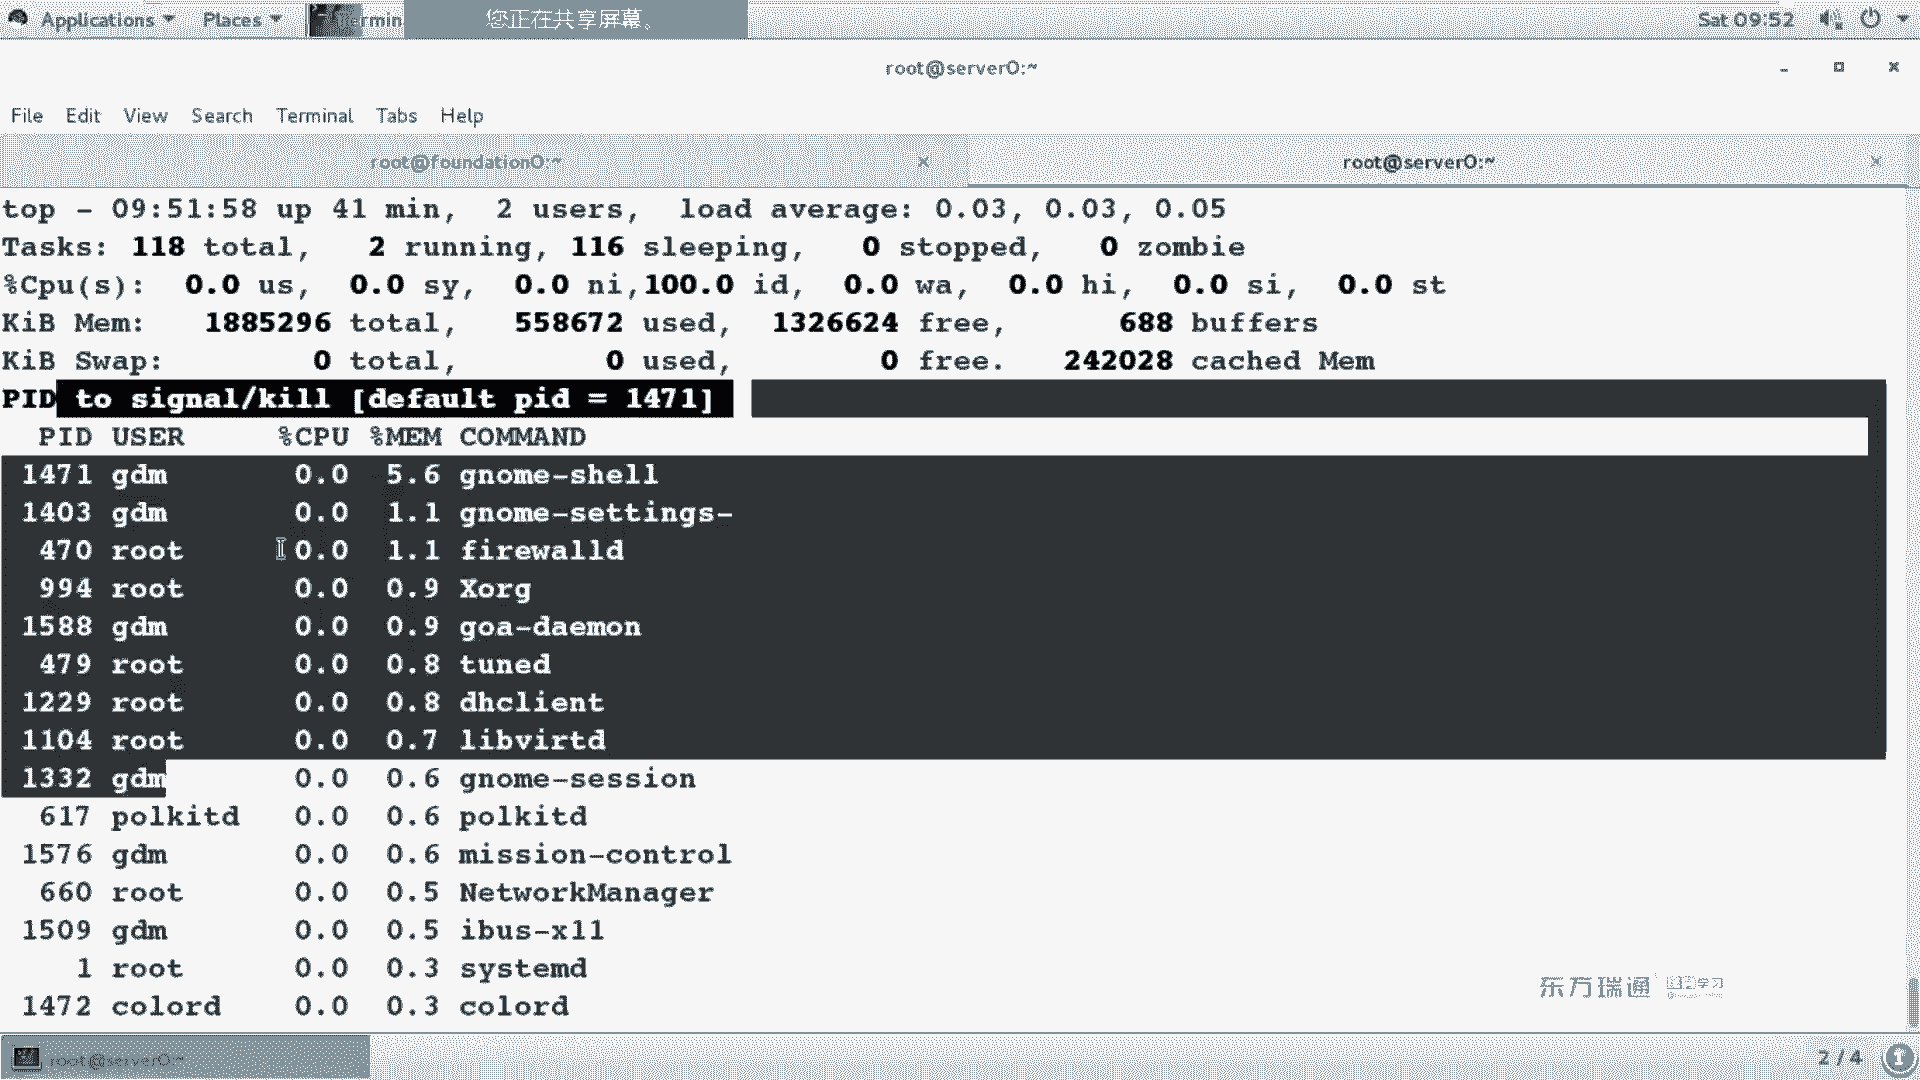 Applications Places Termin 您正在共享屏幕。 Sat 09:52
root@server0:~
File Edit View Search Terminal Tabs Help
root@foundation0:~ root@server0:~
top - 09:51:58 up 41 min, 2 users, load average: 0.03, 0.03, 0.05
Tasks: 118 total, 2 running, 116 sleeping, 0 stopped, 0 zombie
%Cpu(s): 0.0 us, 0.0 sy, 0.0 ni,100.0 id, 0.0 wa, 0.0 hi, 0.0 si, 0.0 st
KiB Mem: 1885296 total, 558672 used, 1326624 free, 688 buffers
KiB Swap: 0 total, 0 used, 0 free. 242028 cached Mem
PID to signal/kill [default pid = 1471]
PID USER %CPU %MEM COMMAND
1471 gdm 0.0 5.6 gnome-shell
1403 gdm 0.0 1.1 gnome-settings-
470 root 0.0 1.1 firewalld
994 root 0.0 0.9 Xorg
1588 gdm 0.0 0.9 goa-daemon
479 root 0.0 0.8 tuned
1229 root 0.0 0.8 dhclient
1104 root 0.0 0.7 libvirtd
1332 gdm 0.0 0.6 gnome-session
617 polkitd 0.0 0.6 polkitd
1576 gdm 0.0 0.6 mission-control
660 root 0.0 0.5 NetworkManager
1509 gdm 0.0 0.5 ibus-x11
1 root 0.0 0.3 systemd
1472 colord 0.0 0.3 colord
东方瑞通 学习
root@server0:~ 2 / 4 1